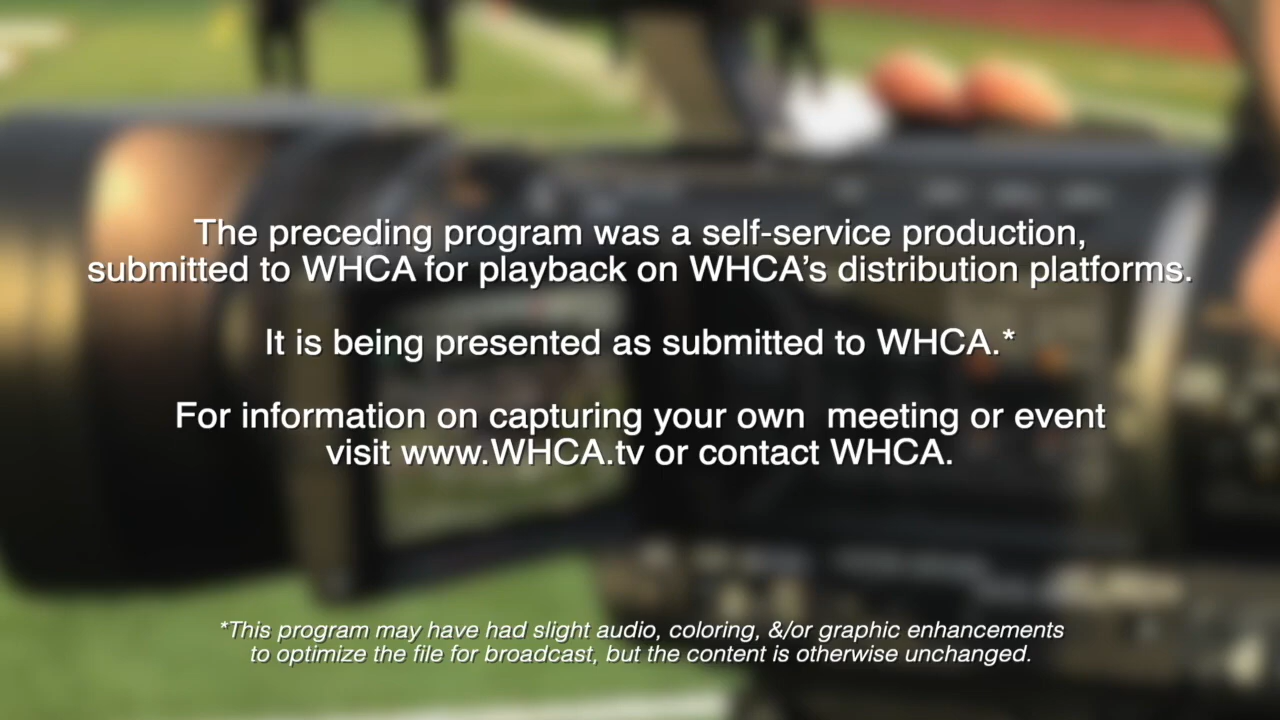 The preceding program was a self-service production,
submitted to WHCA for playback on WHCA’s distribution platforms.
It is being presented as submitted to WHCA.*
For information on capturing your own  meeting or event
visit www.WHCA.tv or contact WHCA.
*This program may have had slight audio, coloring, &/or graphic enhancements
to optimize the file for broadcast, but the content is otherwise unchanged.